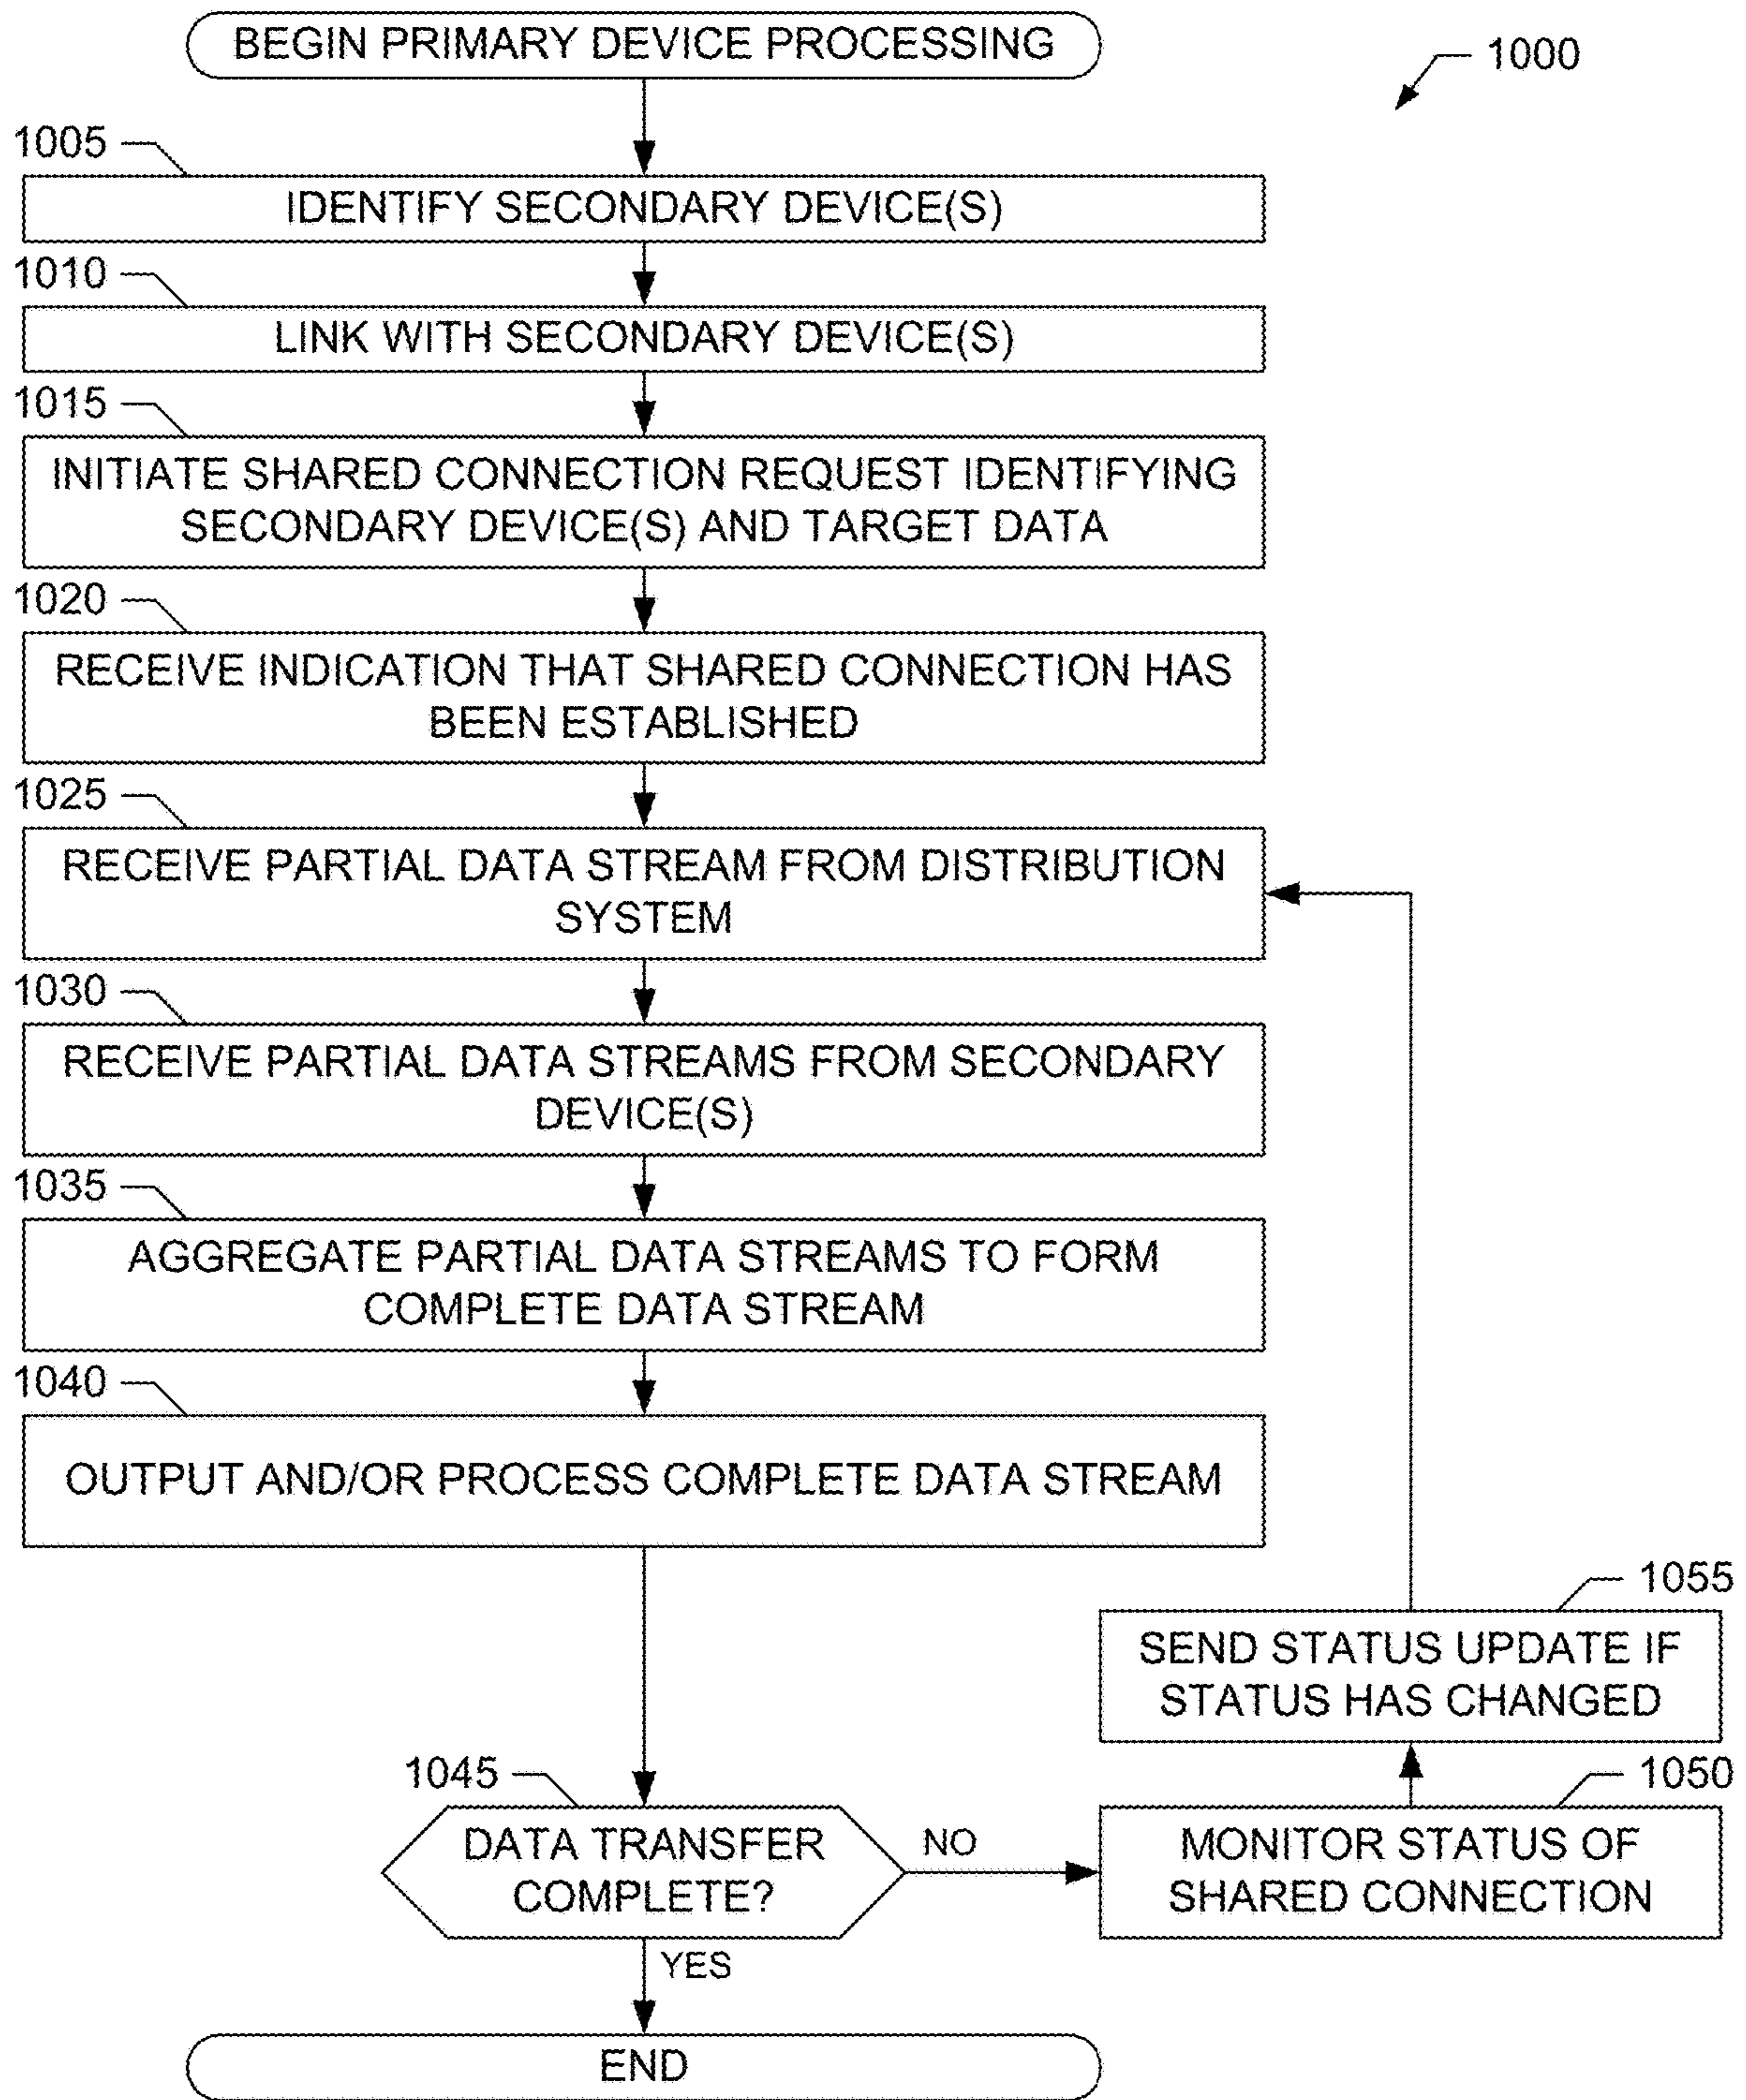 BEGIN PRIMARY DEVICE PROCESSING
1000
1005
IDENTIFY SECONDARY DEVICE(S)
1010
LINK WITH SECONDARY DEVICE(S)
1015
INITIATE SHARED CONNECTION REQUEST IDENTIFYING
SECONDARY DEVICE(S) AND TARGET DATA
1020
RECEIVE INDICATION THAT SHARED CONNECTION HAS
BEEN ESTABLISHED
1025
RECEIVE PARTIAL DATA STREAM FROM DISTRIBUTION
SYSTEM
1030
RECEIVE PARTIAL DATA STREAMS FROM SECONDARY
DEVICE(S)
1035
AGGREGATE PARTIAL DATA STREAMS TO FORM
COMPLETE DATA STREAM
1040
OUTPUT AND/OR PROCESS COMPLETE DATA STREAM
1045
DATA TRANSFER
COMPLETE?
NO
1050
MONITOR STATUS OF
SHARED CONNECTION
1055
SEND STATUS UPDATE IF
STATUS HAS CHANGED
YES
END